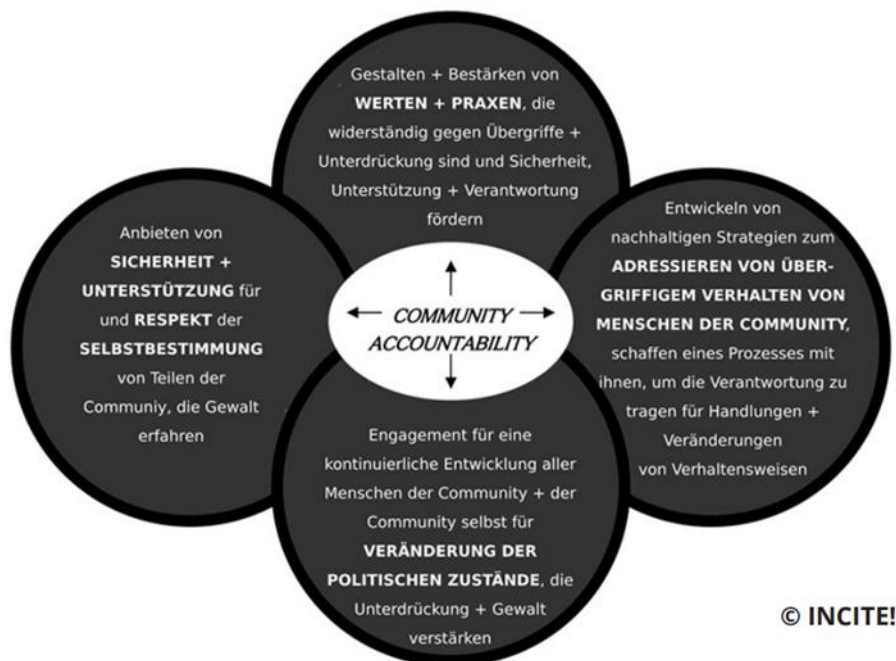 Gestalten + Bestärken von
WERTEN + PRAXEN, die
widerständig gegen Übergriffe +
Unterdrückung sind und Sicherheit,
Unterstützung + Verantwortung
fördern
Anbieten von
SICHERHEIT +
UNTERSTÜTZUNG für
und RESPEKT der
SELBSTBESTIMMUNG
von Teilen der
Communiy, die Gewalt
erfahren
COMMUNITY
ACCOUNTABILITY
Entwickeln von
nachhaltigen Strategien zum
ADRESSIEREN VON ÜBER-
GRIFFIGEM VERHALTEN VON
MENSCHEN DER COMMUNITY,
schaffen eines Prozesses mit
ihnen, um die Verantwortung zu
tragen für Handlungen +
Veränderungen
von Verhaltensweisen
Engagement für eine
kontinuierliche Entwicklung aller
Menschen der Community + der
Community selbst für
VERÄNDERUNG DER
POLITISCHEN ZUSTÄNDE, die
Unterdrückung + Gewalt
verstärken
© INCITE!